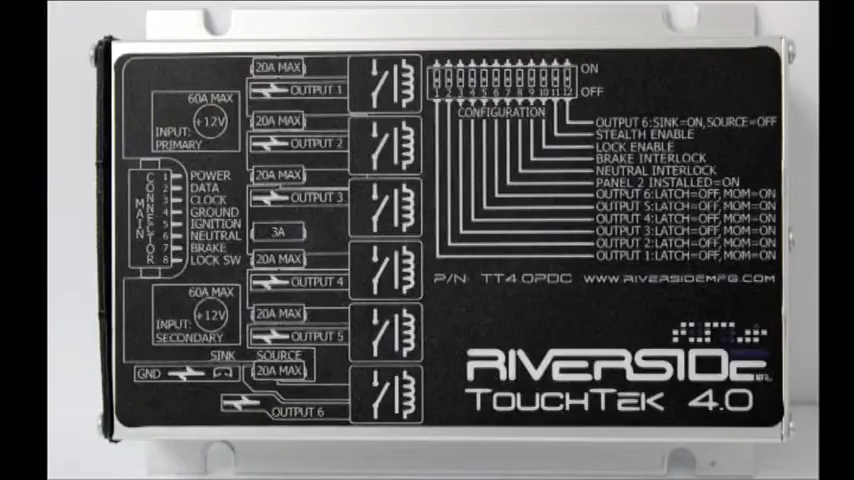 20A MAX
OUTPUT 1
60A MAX
+12V
INPUT:
PRIMARY
20A MAX
OUTPUT 2
20A MAX
OUTPUT 3
3A
20A MAX
OUTPUT 4
MAIN
CONNECTOR
1 POWER
2 DATA
3 CLOCK
4 GROUND
5 IGNITION
6 NEUTRAL
7 BRAKE
8 LOCK SW
60A MAX
+12V
INPUT:
SECONDARY
20A MAX
OUTPUT 5
SINK SOURCE
GND
20A MAX
OUTPUT 6
ON
1 2 3 4 5 6 7 8 9 10 11 12 OFF
CONFIGURATION
OUTPUT 6:SINK=ON,SOURCE=OFF
STEALTH ENABLE
LOCK ENABLE
BRAKE INTERLOCK
NEUTRAL INTERLOCK
PANEL 2 INSTALLED=ON
OUTPUT 6:LATCH=OFF, MOM=ON
OUTPUT 5:LATCH=OFF, MOM=ON
OUTPUT 4:LATCH=OFF, MOM=ON
OUTPUT 3:LATCH=OFF, MOM=ON
OUTPUT 2:LATCH=OFF, MOM=ON
OUTPUT 1:LATCH=OFF, MOM=ON
P/N: TT4.0PDC WWW.RIVERSIDEMFG.COM
RIVERSIDE MFG.
TOUCHTEK 4.0